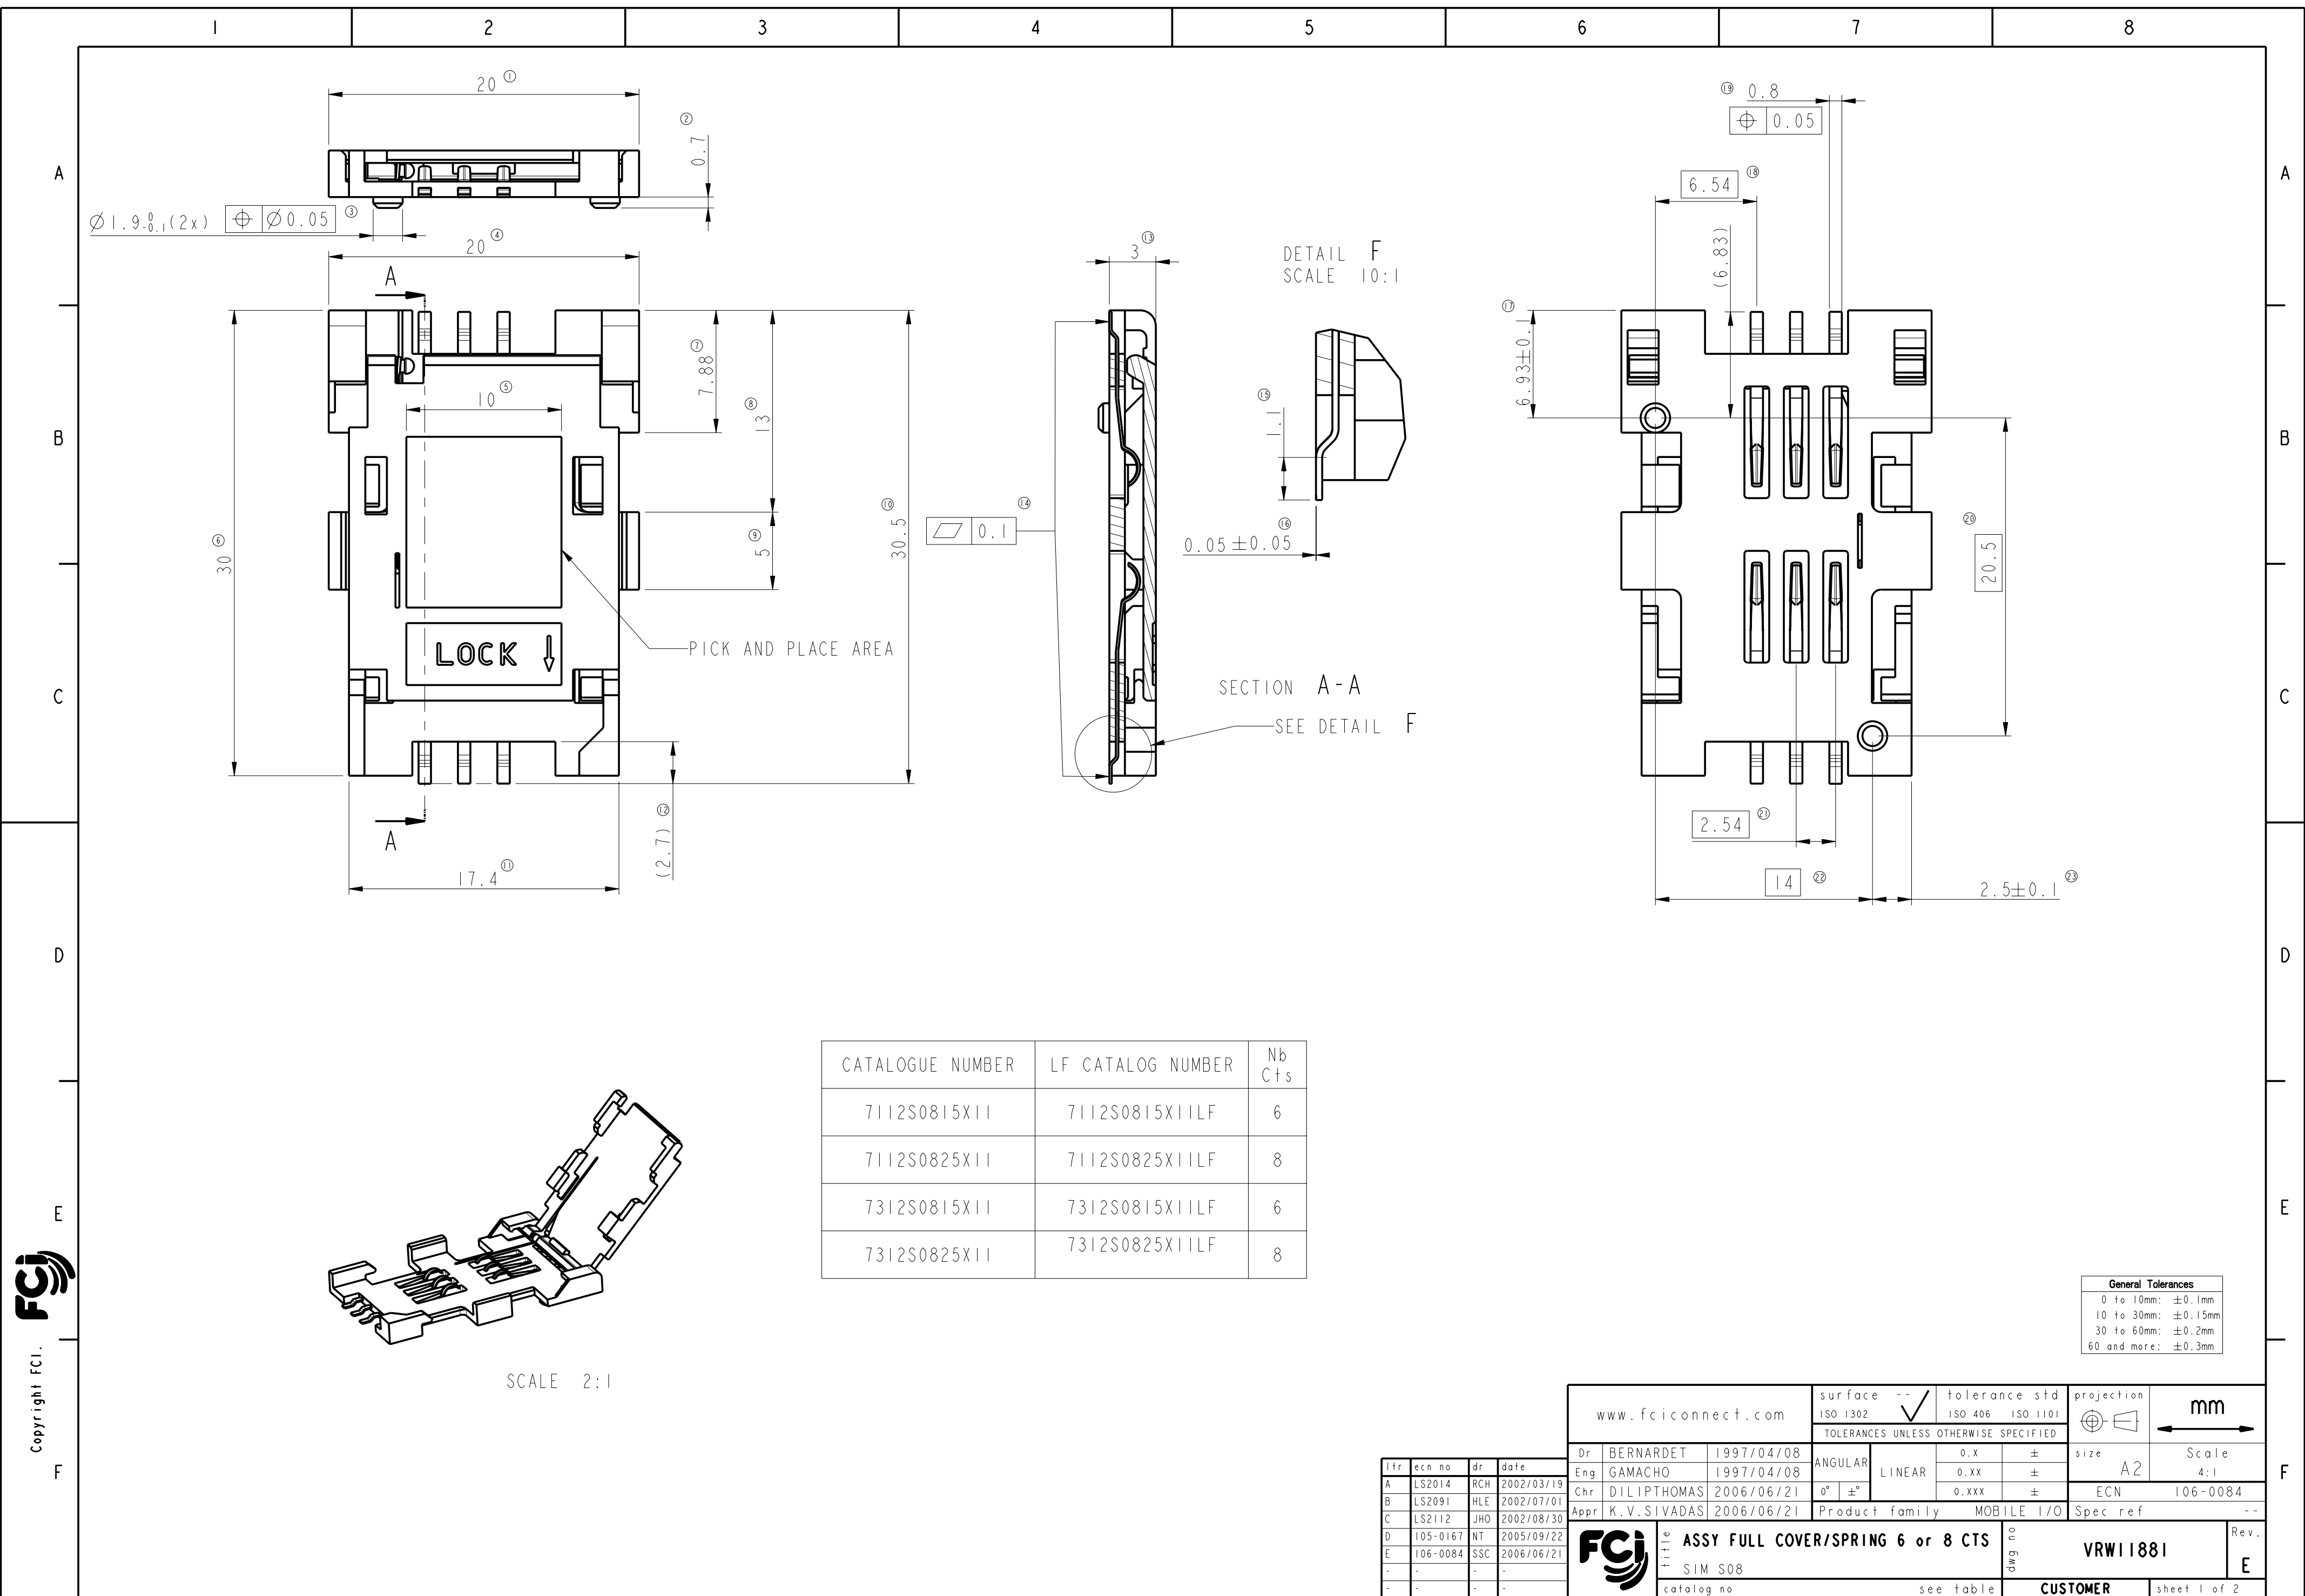 1 2 3 4 5 6 7 8
A
B
C
D
E
F
A
B
C
D
E
F
20 ①
0.7 ②
Ø1.9 0 -0.1 (2x) ⌖ Ø0.05 ③
20 ④
A
10 ⑤
30 ⑥
7.88 ⑦
13 ⑧
5 ⑨
30.5 ⑩
17.4 ⑪
(2.7) ⑫
A
LOCK ↓
PICK AND PLACE AREA
3 ⑬
⏥ 0.1 ⑭
DETAIL F
SCALE 10:1
1.1 ⑮
0.05±0.05 ⑯
SECTION A-A
SEE DETAIL F
⑲ 0.8
⌖ 0.05
6.54 ⑱
(6.83)
6.93±0.1 ⑰
20.5 ⑳
2.54 ㉑
14 ㉒
2.5±0.1 ㉓
CATALOGUE NUMBER LF CATALOG NUMBER Nb Cts
7112S0815X11 7112S0815X11LF 6
7112S0825X11 7112S0825X11LF 8
7312S0815X11 7312S0815X11LF 6
7312S0825X11 7312S0825X11LF 8
SCALE 2:1
FCI
Copyright FCI.
General Tolerances
0 to 10mm: ±0.1mm
10 to 30mm: ±0.15mm
30 to 60mm: ±0.2mm
60 and more: ±0.3mm
ltr ecn no dr date
A LS2014 RCH 2002/03/19
B LS2091 HLE 2002/07/01
C LS2112 JHO 2002/08/30
D 105-0167 NT 2005/09/22
E 106-0084 SSC 2006/06/21
- - - -
- - - -
www.fciconnect.com
surface -- ISO 1302
tolerance std ISO 406 ISO 1101
projection
mm
TOLERANCES UNLESS OTHERWISE SPECIFIED
Dr BERNARDET 1997/04/08
Eng GAMACHO 1997/04/08
Chr DILIPTHOMAS 2006/06/21
Appr K.V.SIVADAS 2006/06/21
ANGULAR 0° ±°
LINEAR
0.X ±
0.XX ±
0.XXX ±
size A2
Scale 4:1
ECN 106-0084
Product family MOBILE I/O
Spec ref --
FCI
title ASSY FULL COVER/SPRING 6 or 8 CTS
SIM S08
dwg no VRW11881
Rev. E
catalog no see table
CUSTOMER
sheet 1 of 2